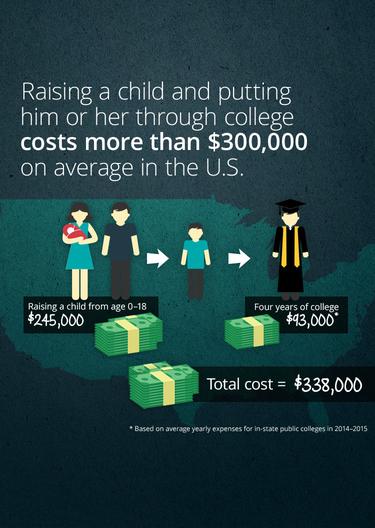 Raising a child and putting
him or her through college
costs more than $300,000
on average in the U.S.
Raising a child from age 0–18
$245,000
Four years of college
$93,000*
Total cost = $338,000
* Based on average yearly expenses for in-state public colleges in 2014–2015